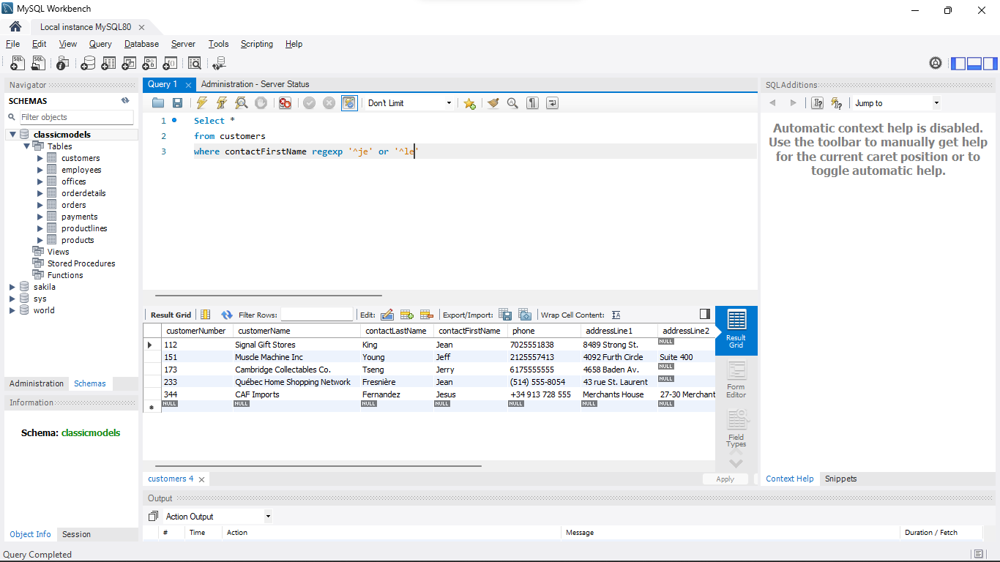 MySQL Workbench
Local instance MySQL80
File Edit View Query Database Server Tools Scripting Help
Navigator
SCHEMAS
Filter objects
classicmodels
Tables
customers
employees
offices
orderdetails
orders
payments
productlines
products
Views
Stored Procedures
Functions
sakila
sys
world
Administration Schemas
Information
Schema: classicmodels
Object Info Session
Query 1 Administration - Server Status
Don't Limit
1 Select *
2 from customers
3 where contactFirstName regexp '^je' or '^le'
Result Grid Filter Rows: Edit: Export/Import: Wrap Cell Content:
customerNumber customerName contactLastName contactFirstName phone addressLine1 addressLine2
112 Signal Gift Stores King Jean 7025551838 8489 Strong St. NULL
151 Muscle Machine Inc Young Jeff 2125557413 4092 Furth Circle Suite 400
173 Cambridge Collectables Co. Tseng Jerry 6175555555 4658 Baden Av. NULL
233 Québec Home Shopping Network Fresnière Jean (514) 555-8054 43 rue St. Laurent NULL
344 CAF Imports Fernandez Jesus +34 913 728 555 Merchants House 27-30 Merchant
NULL NULL NULL NULL NULL NULL NULL
Result
Grid
Form
Editor
Field
Types
customers 4
Apply
SQLAdditions
Jump to
Automatic context help is disabled.
Use the toolbar to manually get help
for the current caret position or to
toggle automatic help.
Context Help Snippets
Output
Action Output
# Time Action Message Duration / Fetch
Query Completed